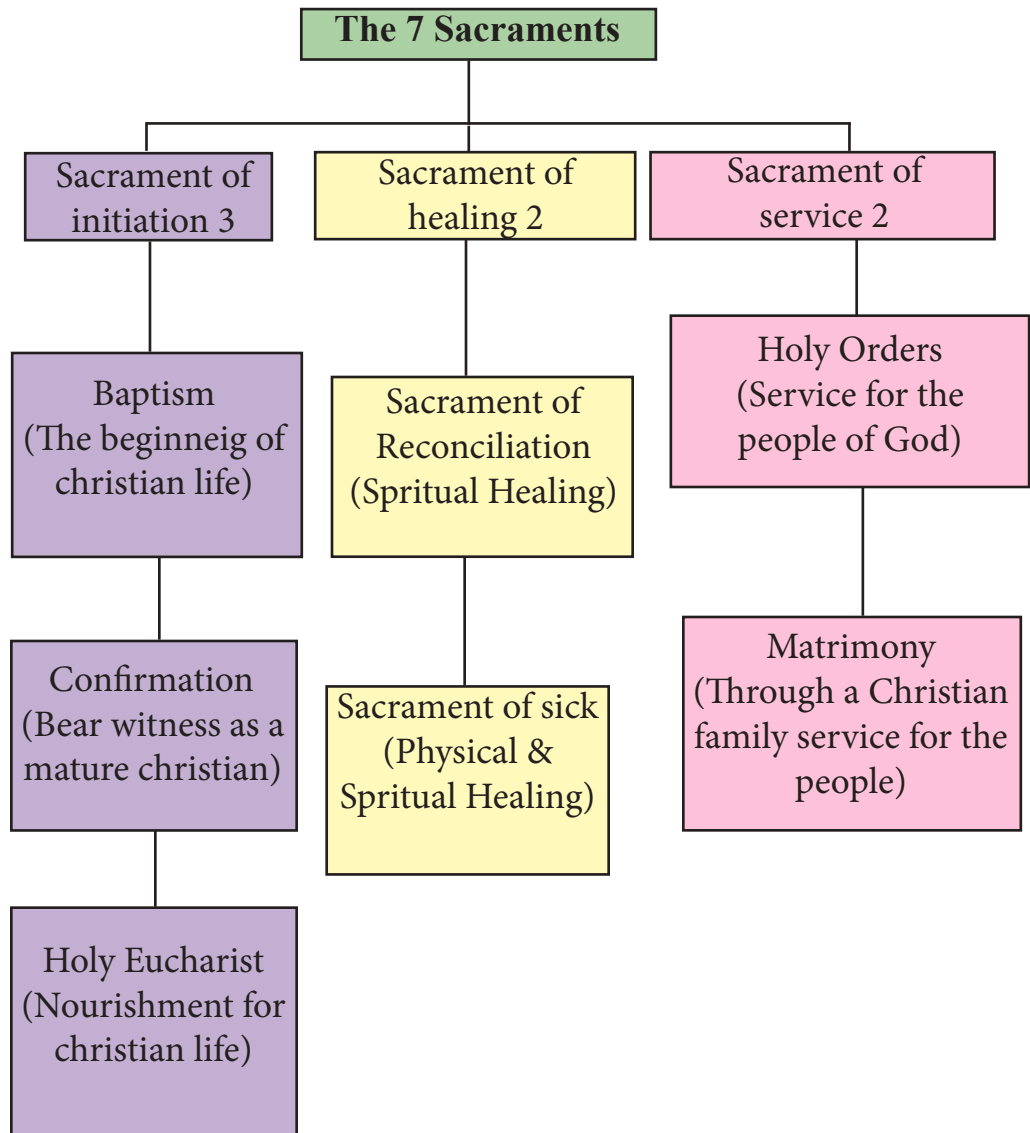 The 7 Sacraments
Sacrament of
initiation 3
Baptism
(The beginneig of
christian life)
Confirmation
(Bear witness as a
mature christian)
Holy Eucharist
(Nourishment for
christian life)
Sacrament of
healing 2
Sacrament of
Reconciliation
(Spritual Healing)
Sacrament of sick
(Physical &
Spritual Healing)
Sacrament of
service 2
Holy Orders
(Service for the
people of God)
Matrimony
(Through a Christian
family service for the
people)